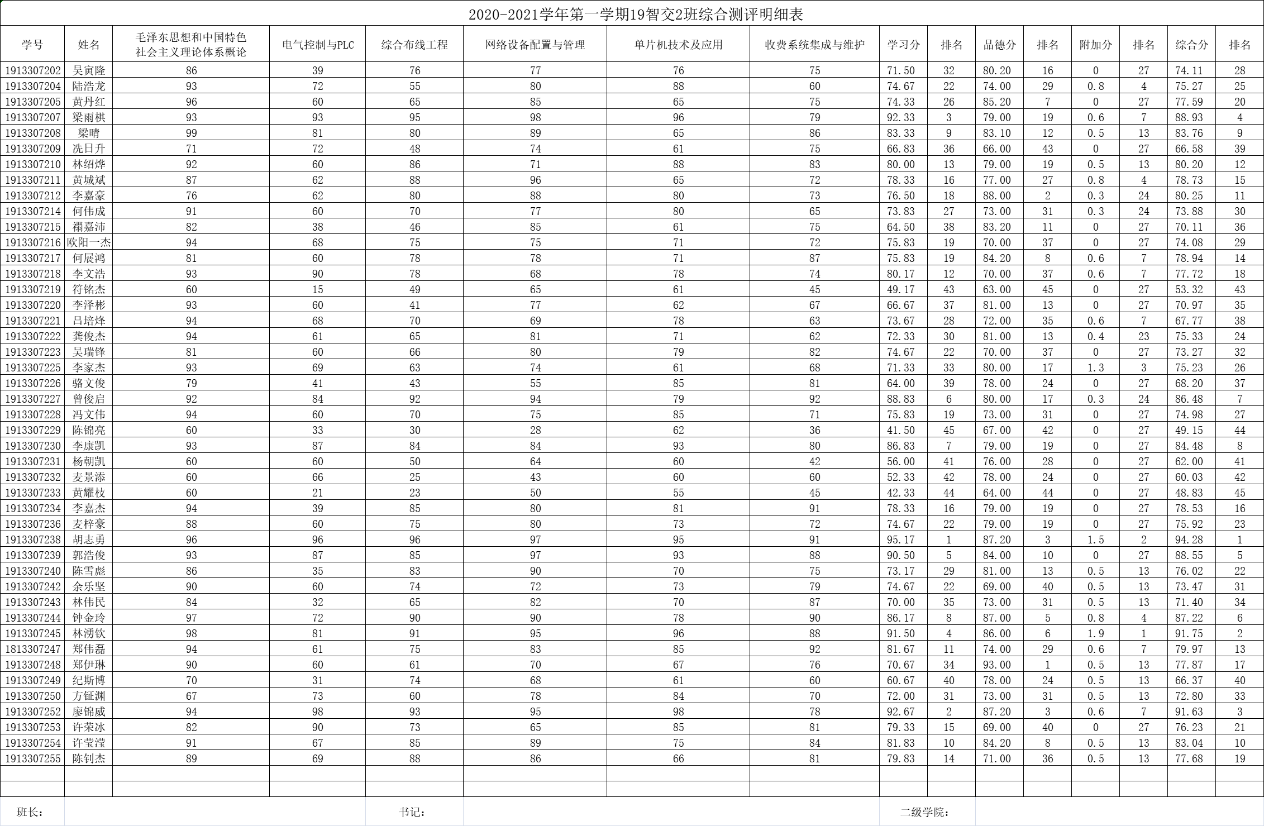 2020-2021学年第一学期19智交2班综合测评明细表
学号 姓名 毛泽东思想和中国特色社会主义理论体系概论 电气控制与PLC 综合布线工程 网络设备配置与管理 单片机技术及应用 收费系统集成与维护 学习分 排名 品德分 排名 附加分 排名 综合分 排名
1913307202 吴寅隆 86 39 76 77 76 75 71.50 32 80.20 16 0 27 74.11 28
1913307204 陆浩龙 93 72 55 80 88 60 74.67 22 74.00 29 0.8 4 75.27 25
1913307205 黄丹红 96 60 65 85 65 75 74.33 26 85.20 7 0 27 77.59 20
1913307207 梁雨棋 93 93 95 98 96 79 92.33 3 79.00 19 0.6 7 88.93 4
1913307208 梁晴 99 81 80 89 65 86 83.33 9 83.10 12 0.5 13 83.76 9
1913307209 冼日升 71 72 48 74 61 75 66.83 36 66.00 43 0 27 66.58 39
1913307210 林绍烨 92 60 86 71 88 83 80.00 13 79.00 19 0.5 13 80.20 12
1913307211 黄城斌 87 62 88 96 65 72 78.33 16 77.00 27 0.8 4 78.73 15
1913307212 李嘉豪 76 62 80 88 80 73 76.50 18 88.00 2 0.3 24 80.25 11
1913307214 何伟成 91 60 70 77 80 65 73.83 27 73.00 31 0.3 24 73.88 30
1913307215 禤嘉沛 82 38 46 85 61 75 64.50 38 83.20 11 0 27 70.11 36
1913307216 欧阳一杰 94 68 75 75 71 72 75.83 19 70.00 37 0 27 74.08 29
1913307217 何展鸿 81 60 78 78 71 87 75.83 19 84.20 8 0.6 7 78.94 14
1913307218 李文浩 93 90 78 68 78 74 80.17 12 70.00 37 0.6 7 77.72 18
1913307219 符铭杰 60 15 49 65 61 45 49.17 43 63.00 45 0 27 53.32 43
1913307220 李泽彬 93 60 41 77 62 67 66.67 37 81.00 13 0 27 70.97 35
1913307221 吕培烽 94 68 70 69 78 63 73.67 28 72.00 35 0.6 7 67.77 38
1913307222 龚俊杰 94 61 65 81 71 62 72.33 30 81.00 13 0.4 23 75.33 24
1913307223 吴瑞锋 81 60 66 80 79 82 74.67 22 70.00 37 0 27 73.27 32
1913307225 李家杰 93 69 63 74 61 68 71.33 33 80.00 17 1.3 3 75.23 26
1913307226 骆文俊 79 41 43 55 85 81 64.00 39 78.00 24 0 27 68.20 37
1913307227 曾俊启 92 84 92 94 79 92 88.83 6 80.00 17 0.3 24 86.48 7
1913307228 冯文伟 94 60 70 75 85 71 75.83 19 73.00 31 0 27 74.98 27
1913307229 陈锦亮 60 33 30 28 62 36 41.50 45 67.00 42 0 27 49.15 44
1913307230 李康凯 93 87 84 84 93 80 86.83 7 79.00 19 0 27 84.48 8
1913307231 杨朝凯 60 60 50 64 60 42 56.00 41 76.00 28 0 27 62.00 41
1913307232 麦景添 60 66 25 43 60 60 52.33 42 78.00 24 0 27 60.03 42
1913307233 黄耀枝 60 21 23 50 55 45 42.33 44 64.00 44 0 27 48.83 45
1913307234 李嘉杰 94 39 85 80 81 91 78.33 16 79.00 19 0 27 78.53 16
1913307236 麦梓豪 88 60 75 80 73 72 74.67 22 79.00 19 0 27 75.92 23
1913307238 胡志勇 96 96 96 97 95 91 95.17 1 87.20 3 1.5 2 94.28 1
1913307239 郭浩俊 93 87 85 97 93 88 90.50 5 84.00 10 0 27 88.55 5
1913307240 陈雪彪 86 35 83 90 70 75 73.17 29 81.00 13 0.5 13 76.02 22
1913307242 余乐坚 90 60 74 72 73 79 74.67 22 69.00 40 0.5 13 73.47 31
1913307243 林伟民 84 32 65 82 70 87 70.00 35 73.00 31 0.5 13 71.40 34
1913307244 钟金玲 97 72 90 90 78 90 86.17 8 87.00 5 0.8 4 87.22 6
1913307245 林湧钦 98 81 91 95 96 88 91.50 4 86.00 6 1.9 1 91.75 2
1813307247 郑伟磊 94 61 75 83 85 92 81.67 11 74.00 29 0.6 7 79.97 13
1913307248 郑伊琳 90 60 61 70 67 76 70.67 34 93.00 1 0.5 13 77.87 17
1913307249 纪斯博 70 31 74 68 61 60 60.67 40 78.00 24 0.5 13 66.37 40
1913307250 方钲渊 67 73 60 78 84 70 72.00 31 73.00 31 0.5 13 72.80 33
1913307252 廖锦威 94 98 93 95 98 78 92.67 2 87.20 3 0.6 7 91.63 3
1913307253 许荣冰 82 90 73 65 85 81 79.33 15 69.00 40 0 27 76.23 21
1913307254 许莹滢 91 67 85 89 75 84 81.83 10 84.20 8 0.5 13 83.04 10
1913307255 陈钊杰 89 69 88 86 66 81 79.83 14 71.00 36 0.5 13 77.68 19
班长: 书记: 二级学院: